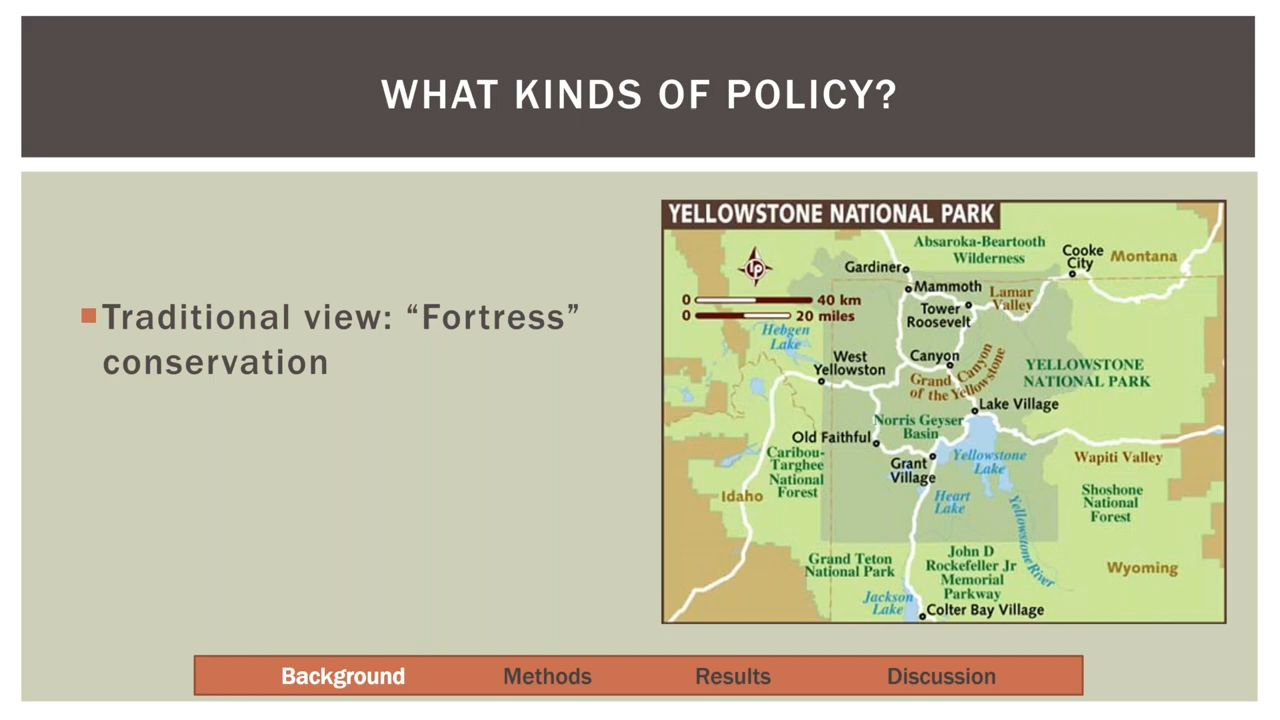 WHAT KINDS OF POLICY?
Traditional view: “Fortress”
conservation
YELLOWSTONE NATIONAL PARK
Absaroka-Beartooth
Wilderness
Cooke
City
Montana
Gardiner
lp
Mammoth
Lamar
Valley
Tower
Roosevelt
0 40 km
0 20 miles
Hebgen
Lake
West
Yellowston
Canyon
Grand Canyon
of the Yellowstone
YELLOWSTONE
NATIONAL PARK
Lake Village
Norris Geyser
Basin
Old Faithful
Caribou-
Targhee
National
Forest
Grant
Village
Yellowstone
Lake
Wapiti Valley
Idaho
Heart
Lake
Yellowstone River
Shoshone
National
Forest
Grand Teton
National Park
John D
Rockefeller Jr
Memorial
Parkway
Wyoming
Jackson
Lake
Colter Bay Village
Background Methods Results Discussion